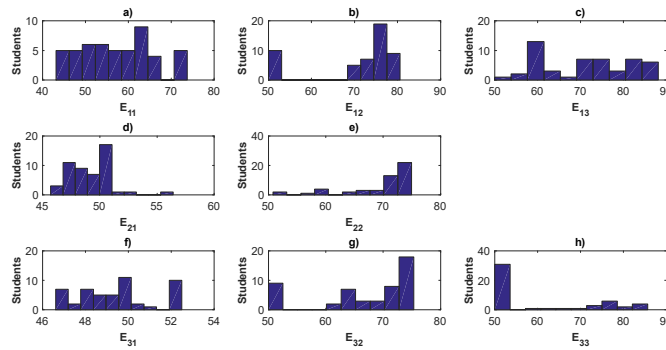 a)
Students
10
5
0
40 50 60 70 80
E11
b)
Students
20
10
0
50 60 70 80 90
E12
c)
Students
20
10
0
50 60 70 80 90
E13
d)
Students
20
10
0
45 50 55 60
E21
e)
Students
40
20
0
50 60 70 80
E22
f)
Students
20
10
0
46 48 50 52 54
E31
g)
Students
20
10
0
50 60 70 80
E32
h)
Students
40
20
0
50 60 70 80 90
E33